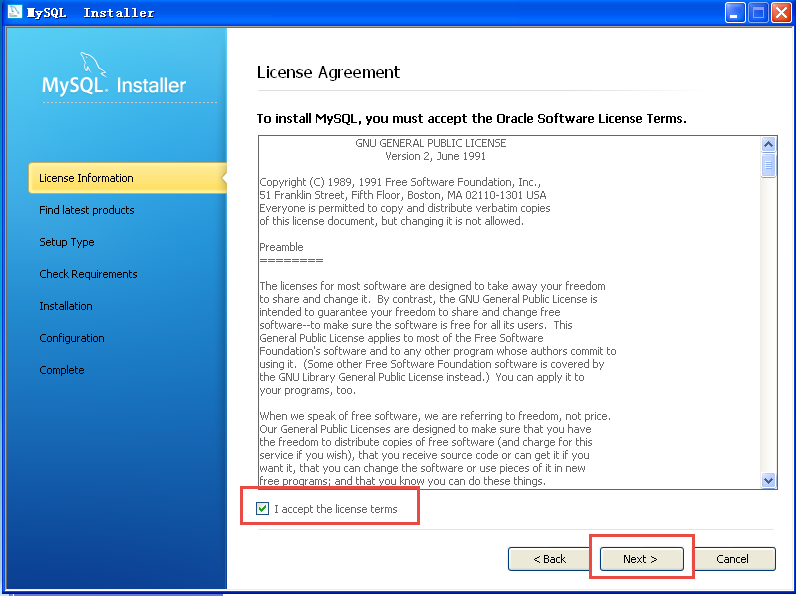 MySQL Installer
MySQL. Installer
License Information
Find latest products
Setup Type
Check Requirements
Installation
Configuration
Complete
License Agreement
To install MySQL, you must accept the Oracle Software License Terms.
GNU GENERAL PUBLIC LICENSE
Version 2, June 1991
Copyright (C) 1989, 1991 Free Software Foundation, Inc.,
51 Franklin Street, Fifth Floor, Boston, MA 02110-1301 USA
Everyone is permitted to copy and distribute verbatim copies
of this license document, but changing it is not allowed.
Preamble
========
The licenses for most software are designed to take away your freedom
to share and change it. By contrast, the GNU General Public License is
intended to guarantee your freedom to share and change free
software--to make sure the software is free for all its users. This
General Public License applies to most of the Free Software
Foundation's software and to any other program whose authors commit to
using it. (Some other Free Software Foundation software is covered by
the GNU Library General Public License instead.) You can apply it to
your programs, too.
When we speak of free software, we are referring to freedom, not price.
Our General Public Licenses are designed to make sure that you have
the freedom to distribute copies of free software (and charge for this
service if you wish), that you receive source code or can get it if you
want it, that you can change the software or use pieces of it in new
free programs; and that you know you can do these things.
I accept the license terms
< Back
Next >
Cancel